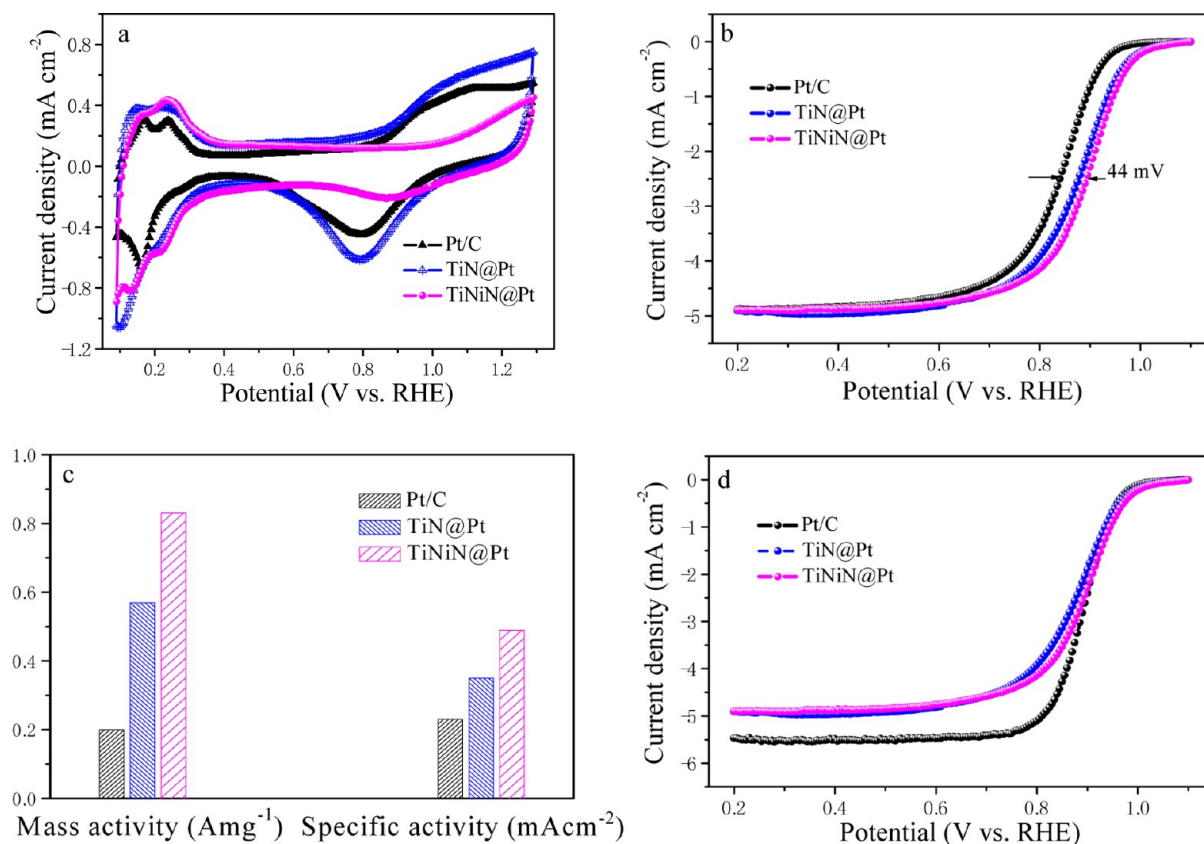 a
Current density (mA cm⁻²)
0.8
0.4
0.0
-0.4
-0.8
-1.2
Pt/C
TiN@Pt
TiNiN@Pt
0.2 0.4 0.6 0.8 1.0 1.2
Potential (V vs. RHE)
b
Current density (mA cm⁻²)
0
-1
-2
-3
-4
-5
Pt/C
TiN@Pt
TiNiN@Pt
44 mV
0.2 0.4 0.6 0.8 1.0
Potential (V vs. RHE)
c
1.0
0.8
0.6
0.4
0.2
0.0
Pt/C
TiN@Pt
TiNiN@Pt
Mass activity (Amg⁻¹) Specific activity (mAcm⁻²)
d
Current density (mA cm⁻²)
0
-1
-2
-3
-4
-5
-6
Pt/C
TiN@Pt
TiNiN@Pt
0.2 0.4 0.6 0.8 1.0
Potential (V vs. RHE)